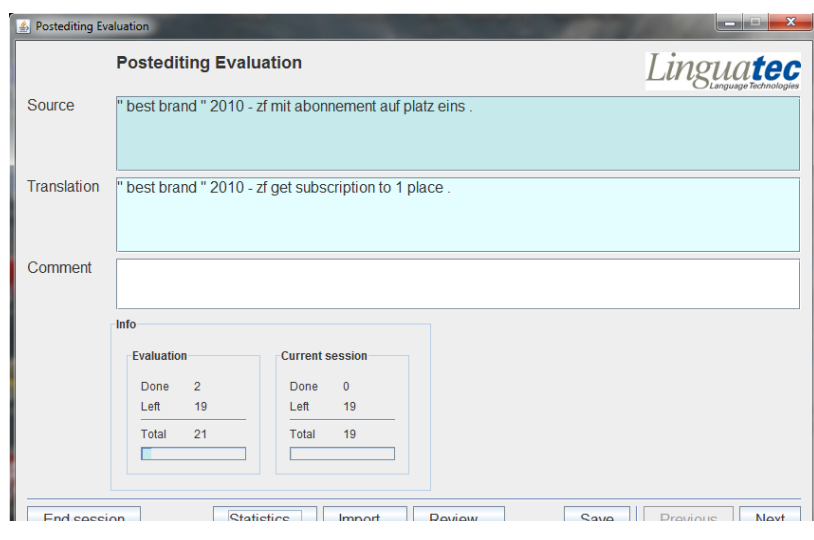 Postediting Evaluation
Postediting Evaluation
Linguatec
Language Technologies
Source
" best brand " 2010 - zf mit abonnement auf platz eins .
Translation
" best brand " 2010 - zf get subscription to 1 place .
Comment
Info
Evaluation
Done 2
Left 19
Total 21
Current session
Done 0
Left 19
Total 19
End session Statistics Import Review Save Previous Next